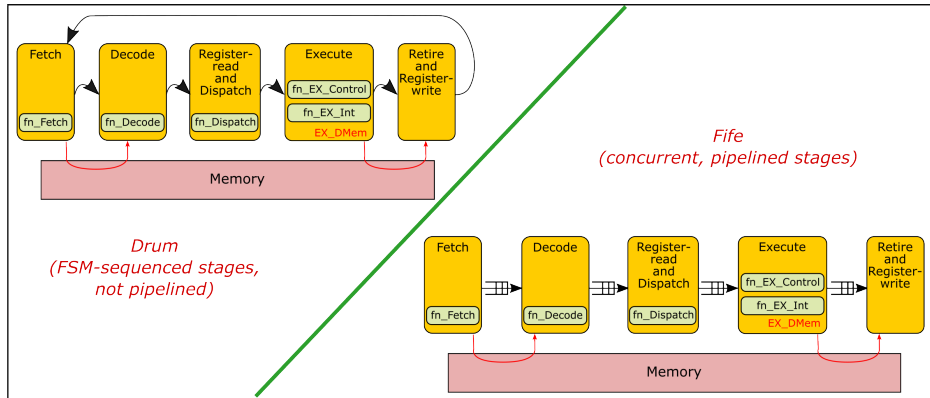 Fetch
fn_Fetch
Decode
fn_Decode
Register-
read
and
Dispatch
fn_Dispatch
Execute
fn_EX_Control
fn_EX_Int
EX_DMem
Retire
and
Register-
write
Memory
Drum
(FSM-sequenced stages,
not pipelined)
Fife
(concurrent, pipelined stages)
Fetch
fn_Fetch
Decode
fn_Decode
Register-
read
and
Dispatch
fn_Dispatch
Execute
fn_EX_Control
fn_EX_Int
EX_DMem
Retire
and
Register-
write
Memory